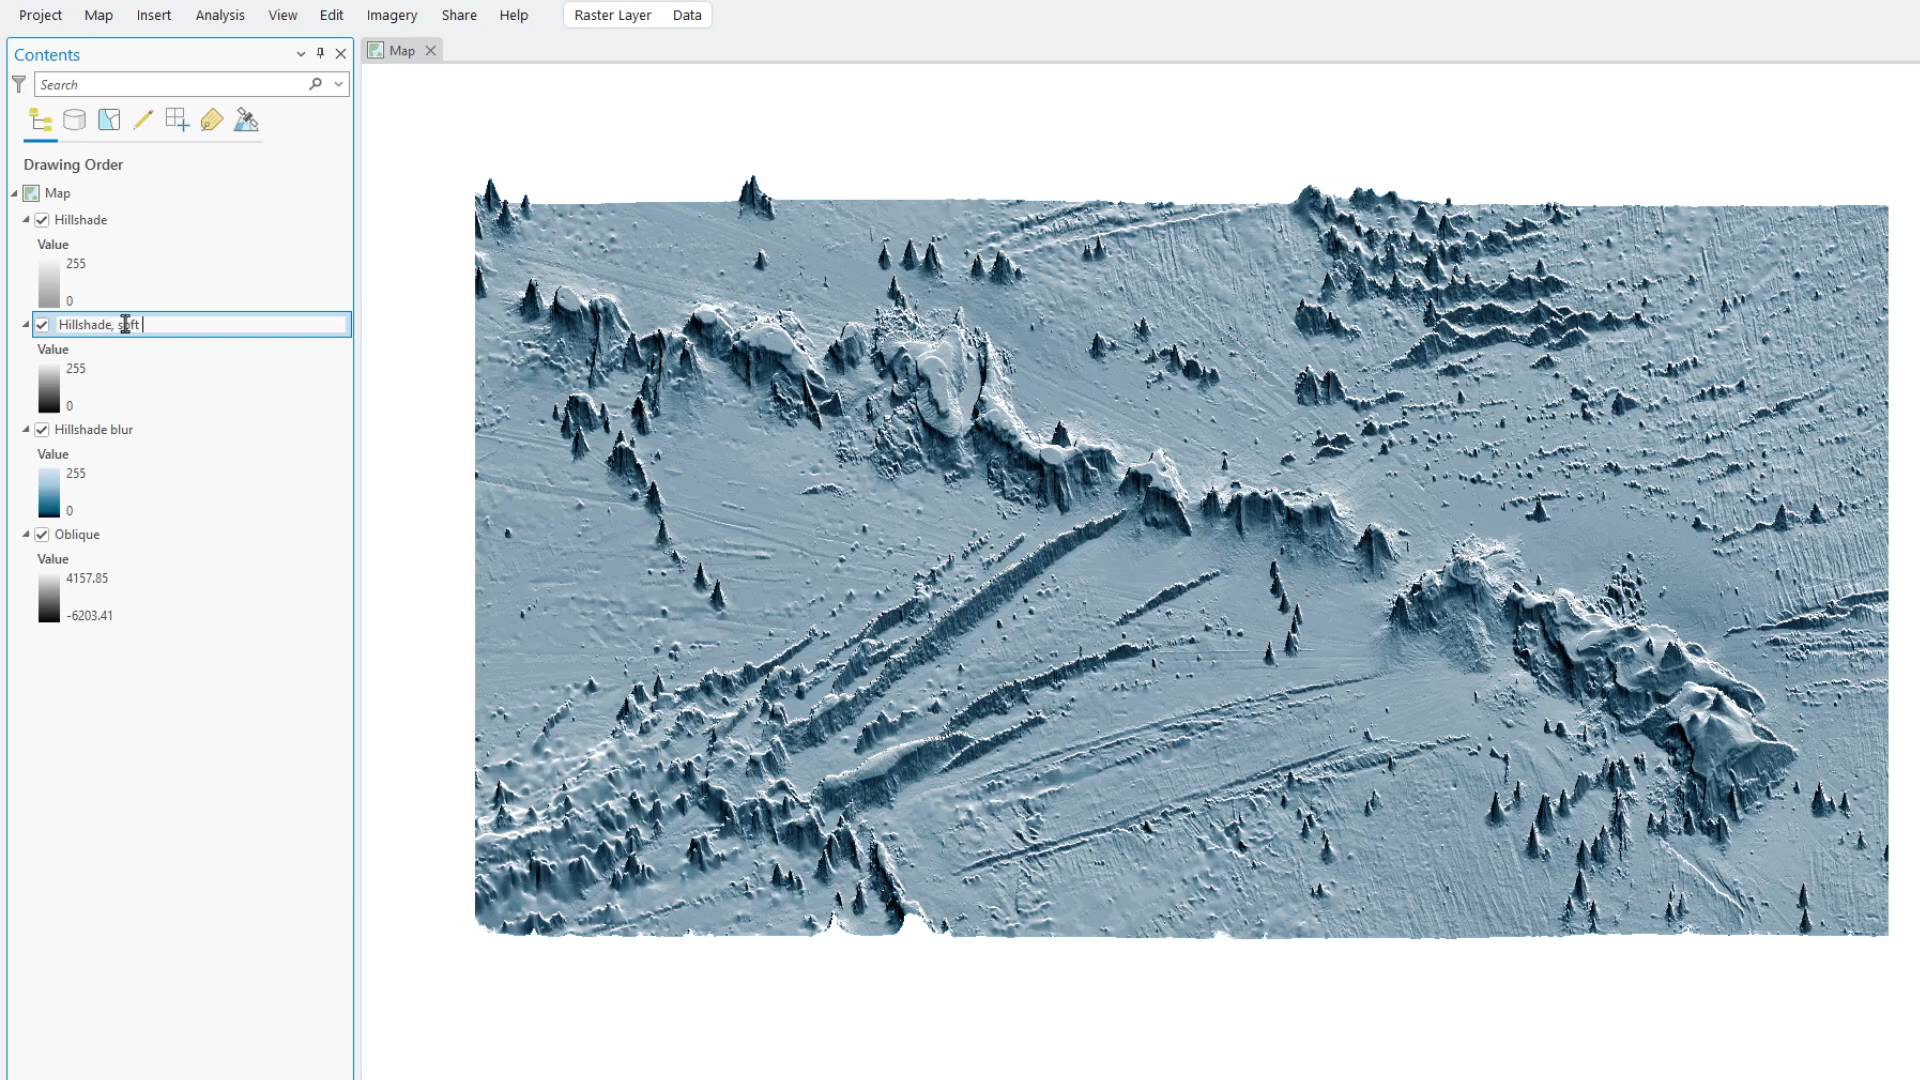 Project Map Insert Analysis View Edit Imagery Share Help Raster Layer Data
Contents
Map
Search
Drawing Order
Map
Hillshade
Value
255
0
Hillshade, soft
Value
255
0
Hillshade blur
Value
255
0
Oblique
Value
4157.85
-6203.41